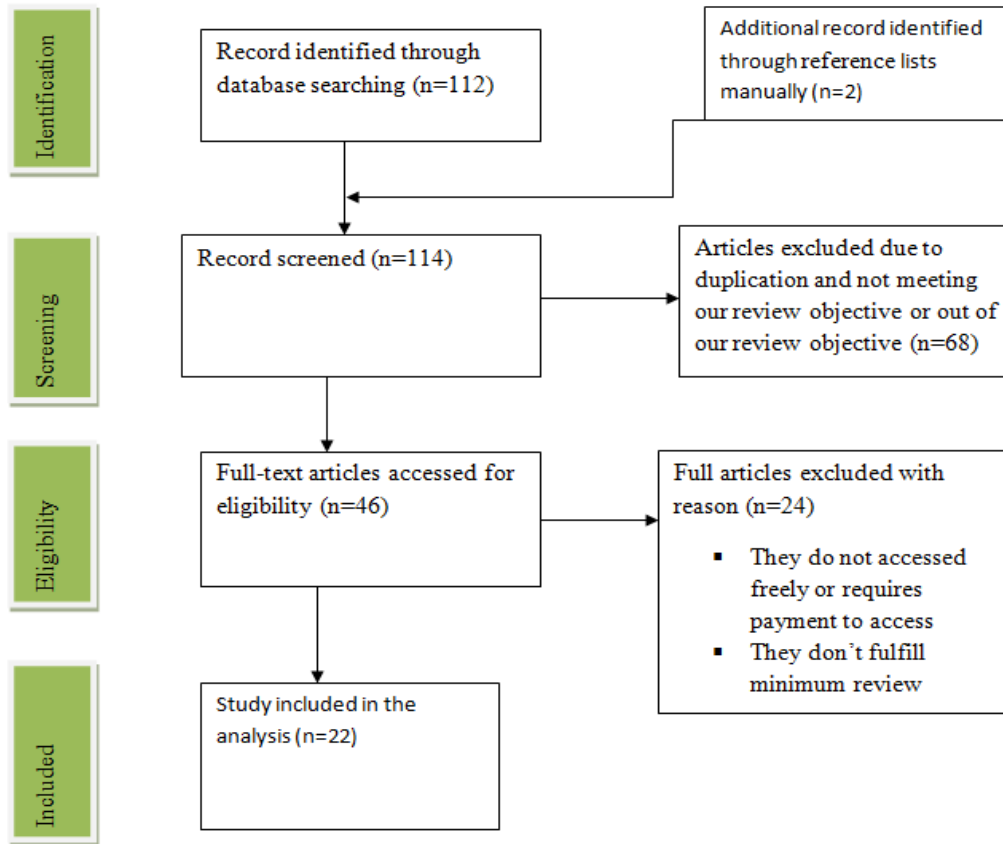 Identification
Record identified through
database searching (n=112)
Additional record identified
through reference lists
manually (n=2)
Screening
Record screened (n=114)
Articles excluded due to
duplication and not meeting
our review objective or out of
our review objective (n=68)
Eligibility
Full-text articles accessed for
eligibility (n=46)
Full articles excluded with
reason (n=24)
▪ They do not accessed
freely or requires
payment to access
▪ They don’t fulfill
minimum review
Included
Study included in the
analysis (n=22)